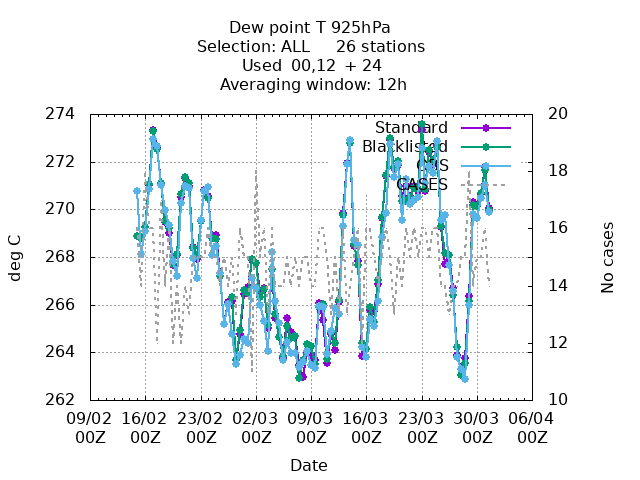 Dew point T 925hPa
Selection: ALL 26 stations
Used 00,12 + 24
Averaging window: 12h
274
272
270
268
266
264
262
deg C
20
18
16
14
12
10
No cases
Standard
Blacklisted
OBS
CASES
09/02 16/02 23/02 02/03 09/03 16/03 23/03 30/03 06/04
00Z 00Z 00Z 00Z 00Z 00Z 00Z 00Z 00Z
Date